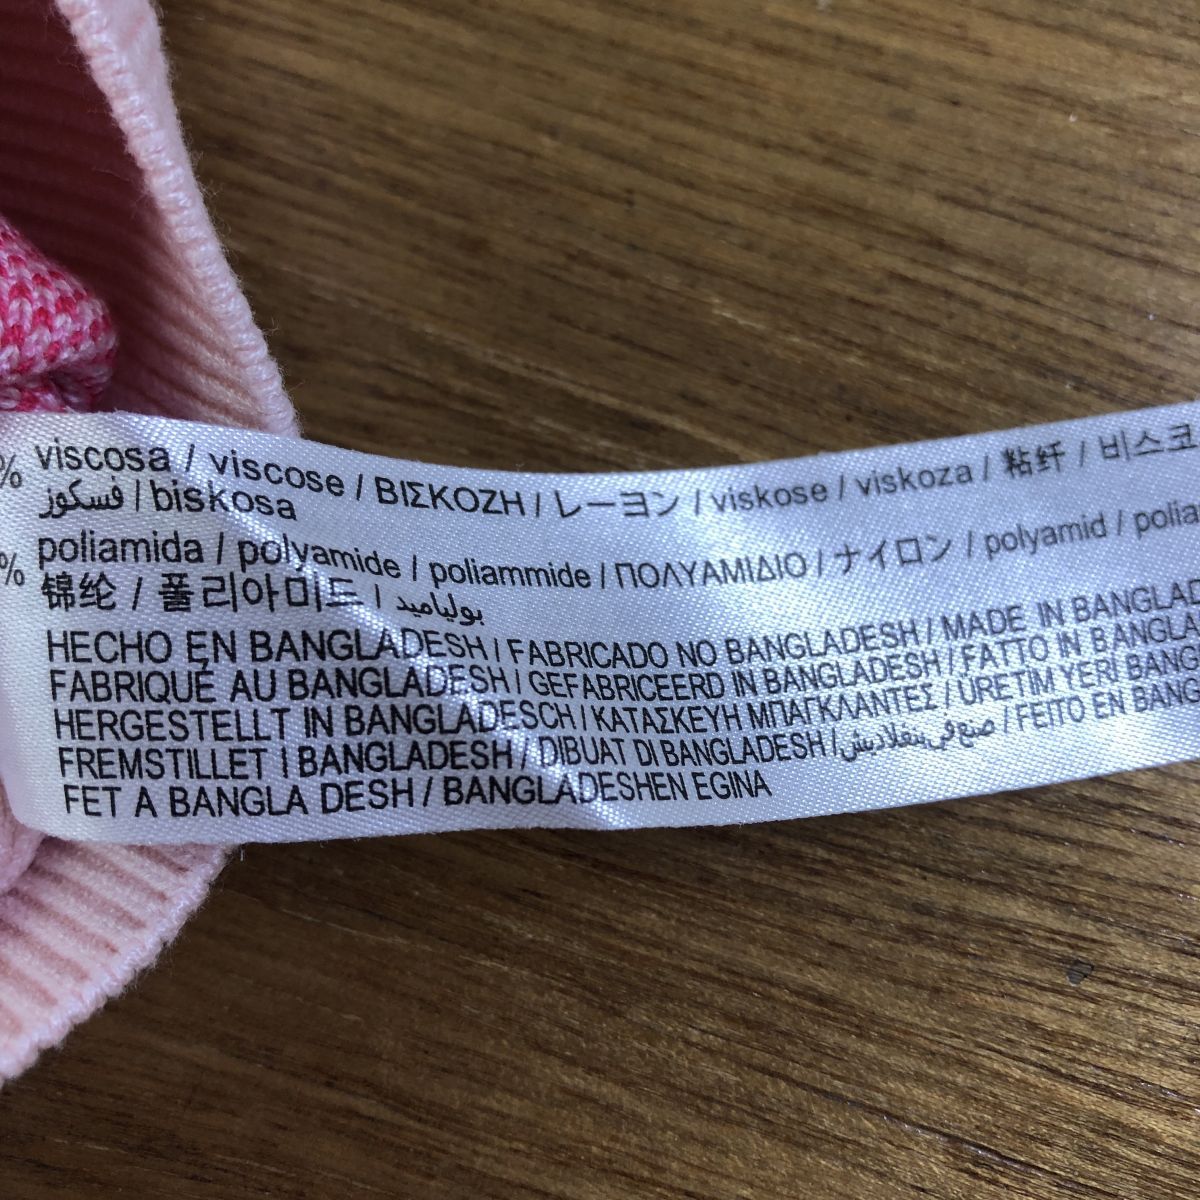 % viscosa / viscose / ΒΙΣΚΟΖΗ / レーヨン / viskose / viskoza / 粘纤 / 비스코
فسكوز / biskosa
% poliamida / polyamide / poliammide / ΠΟΛΥΑΜΙΔΙΟ / ナイロン / polyamid / polia
锦纶 / 폴리아미드 / بولياميد
HECHO EN BANGLADESH / FABRICADO NO BANGLADESH / MADE IN BANGLAD
FABRIQUÉ AU BANGLADESH / GEFABRICEERD IN BANGLADESH / FATTO IN BANGLA
HERGESTELLT IN BANGLADESCH / ΚΑΤΑΣΚΕΥΗ ΜΠΑΓΚΛΑΝΤΕΣ / ÜRETIM YERİ BANG
FREMSTILLET I BANGLADESH / DIBUAT DI BANGLADESH / صنع في بنغلاديش / FEITO EN BANG
FET A BANGLA DESH / BANGLADESHEN EGINA